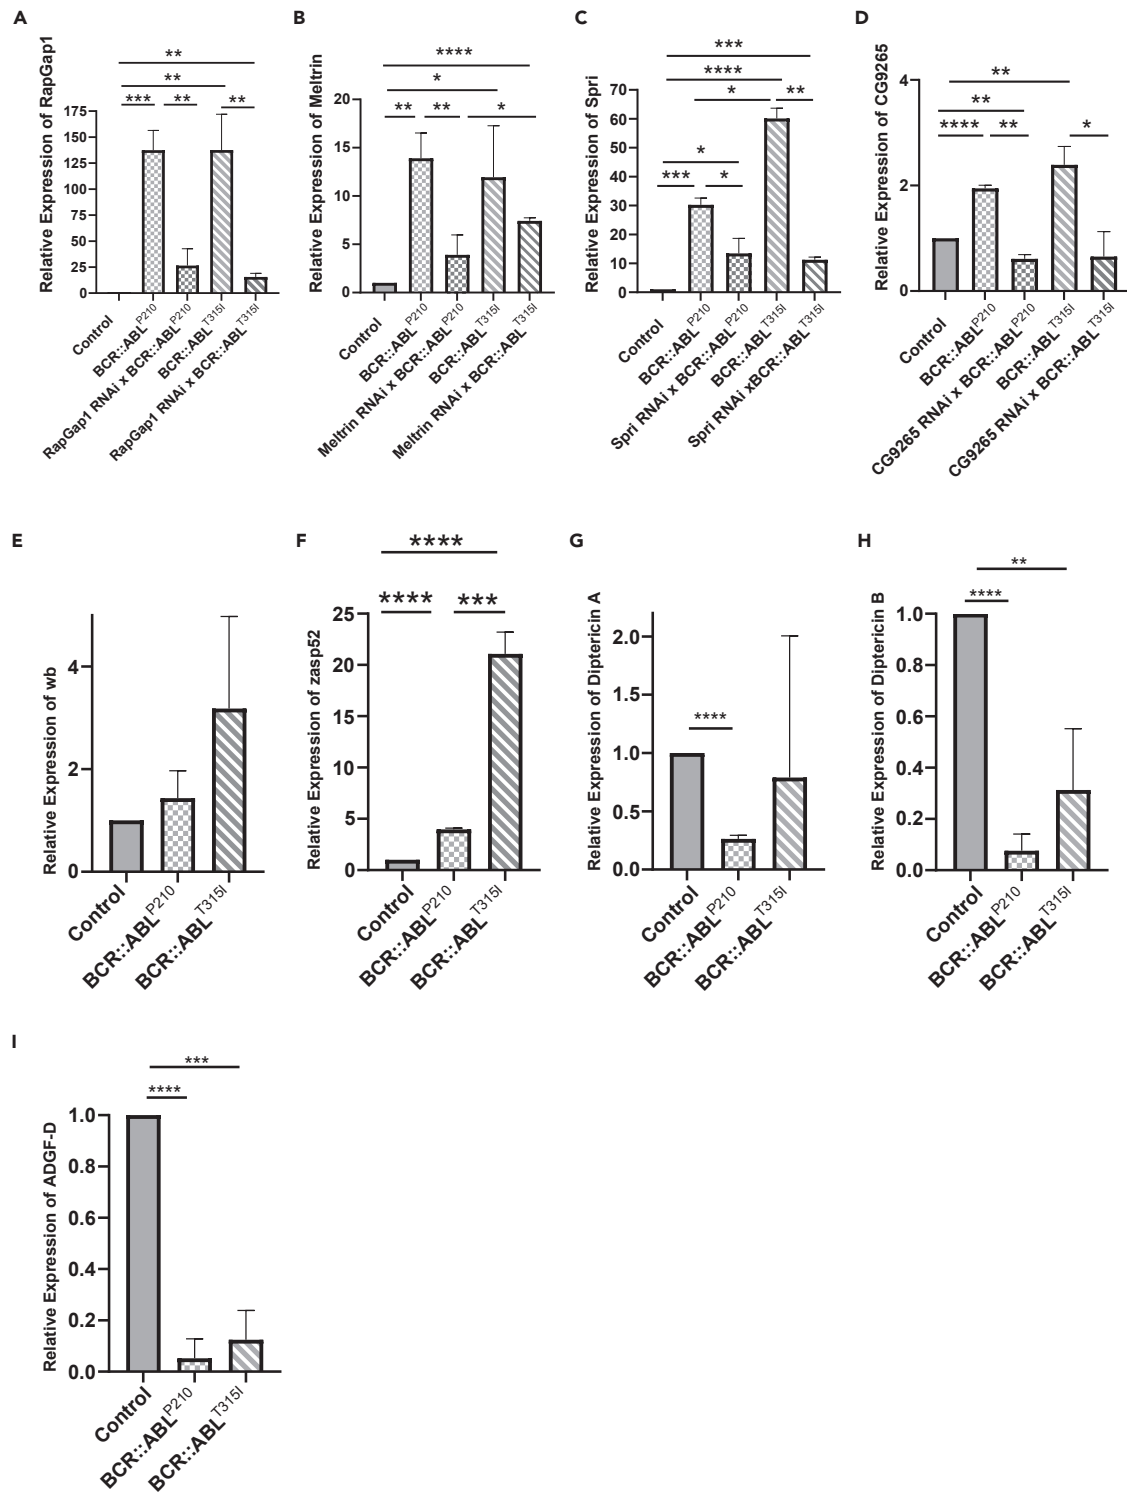 A
Relative Expression of RapGap1
**
**
*** ** **
175
150
125
100
75
50
25
0
Control
BCR::ABL^P210
RapGap1 RNAi x BCR::ABL^P210
BCR::ABL^T315I
RapGap1 RNAi x BCR::ABL^T315I
B
Relative Expression of Meltrin
****
*
** ** *
20
15
10
5
0
Control
BCR::ABL^P210
Meltrin RNAi x BCR::ABL^P210
BCR::ABL^T315I
Meltrin RNAi x BCR::ABL^T315I
C
Relative Expression of Spri
***
****
* **
*
*** *
70
60
50
40
30
20
10
0
Control
BCR::ABL^P210
Spri RNAi x BCR::ABL^P210
BCR::ABL^T315I
Spri RNAi xBCR::ABL^T315I
D
Relative Expression of CG9265
**
**
**** ** *
4
2
0
Control
BCR::ABL^P210
CG9265 RNAi x BCR::ABL^P210
BCR::ABL^T315I
CG9265 RNAi x BCR::ABL^T315I
E
Relative Expression of wb
4
2
0
Control
BCR::ABL^P210
BCR::ABL^T315I
F
Relative Expression of zasp52
****
**** ***
25
20
15
10
5
0
Control
BCR::ABL^P210
BCR::ABL^T315I
G
Relative Expression of Diptericin A
****
2.0
1.5
1.0
0.5
0.0
Control
BCR::ABL^P210
BCR::ABL^T315I
H
Relative Expression of Diptericin B
**
****
1.0
0.8
0.6
0.4
0.2
0.0
Control
BCR::ABL^P210
BCR::ABL^T315I
I
Relative Expression of ADGF-D
***
****
1.0
0.8
0.6
0.4
0.2
0.0
Control
BCR::ABL^P210
BCR::ABL^T315I